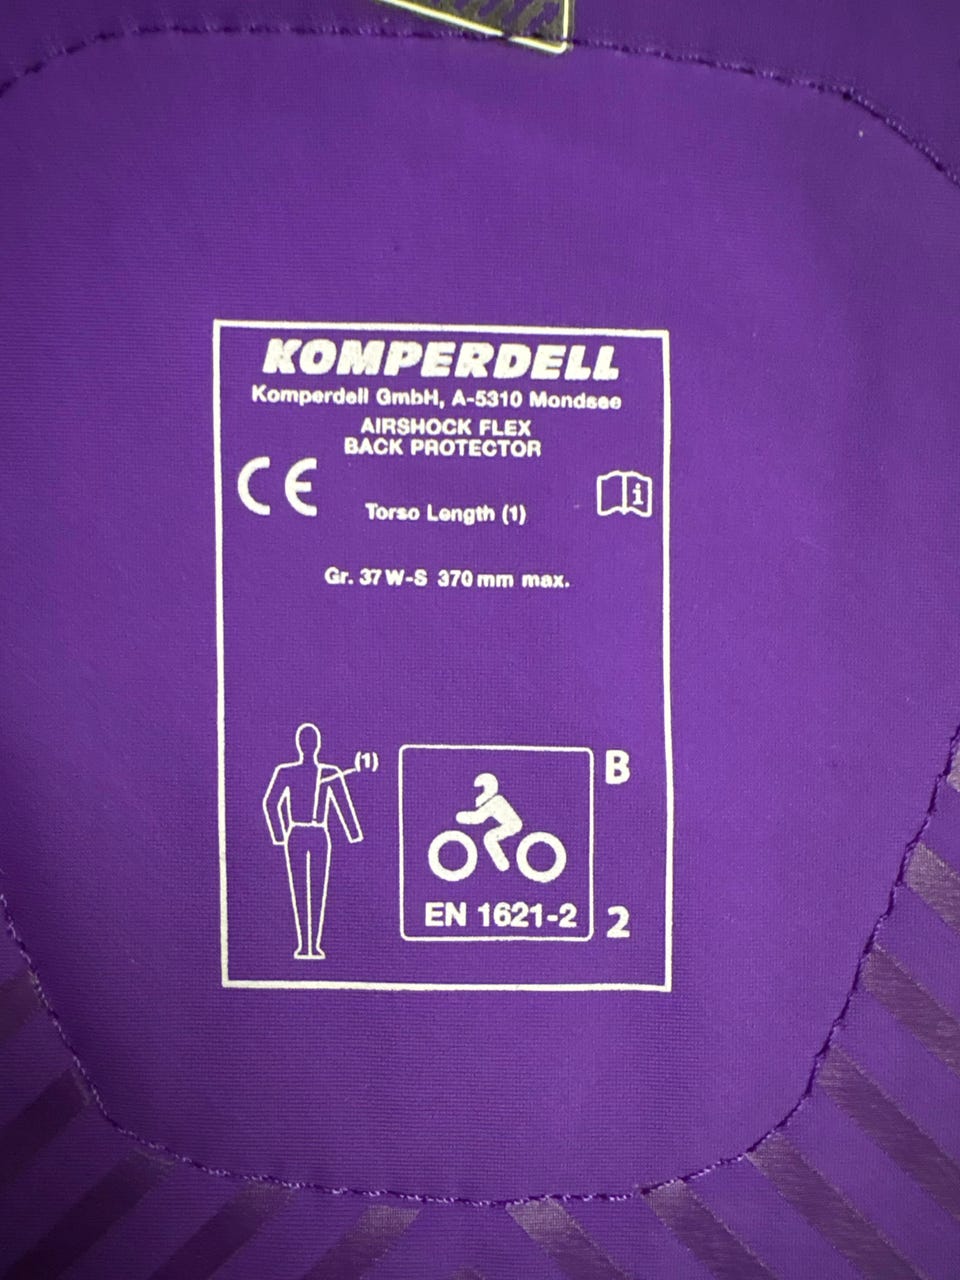 KOMPERDELL
Komperdell GmbH, A-5310 Mondsee
AIRSHOCK FLEX
BACK PROTECTOR
CE
i
Torso Length (1)
Gr. 37 W-S 370 mm max.
(1)
B
EN 1621-2
2